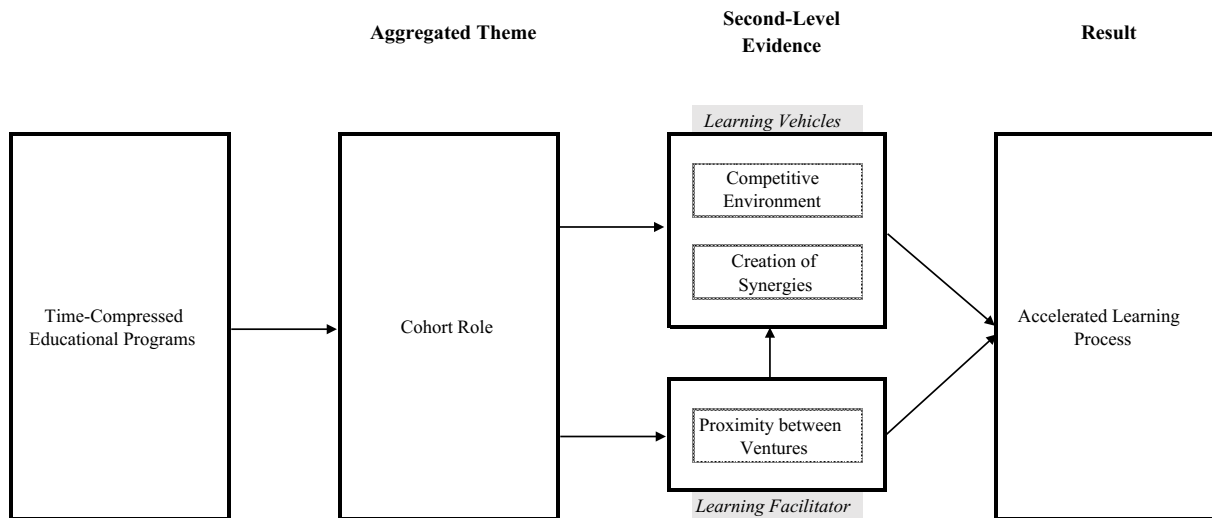 Aggregated Theme
Second-Level
Evidence
Result
Time-Compressed
Educational Programs
Cohort Role
Learning Vehicles
Competitive
Environment
Creation of
Synergies
Proximity between
Ventures
Learning Facilitator
Accelerated Learning
Process